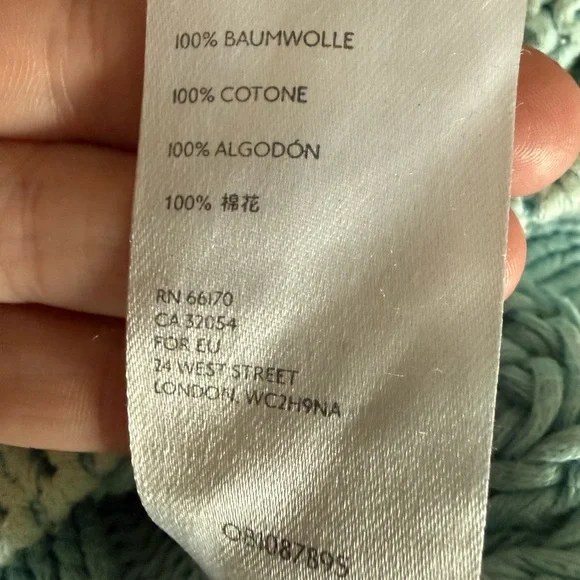 100% BAUMWOLLE
100% COTONE
100% ALGODÓN
100% 棉花
RN 66170
CA 32054
FOR EU
24 WEST STREET
LONDON, WC2H9NA
OB1087895